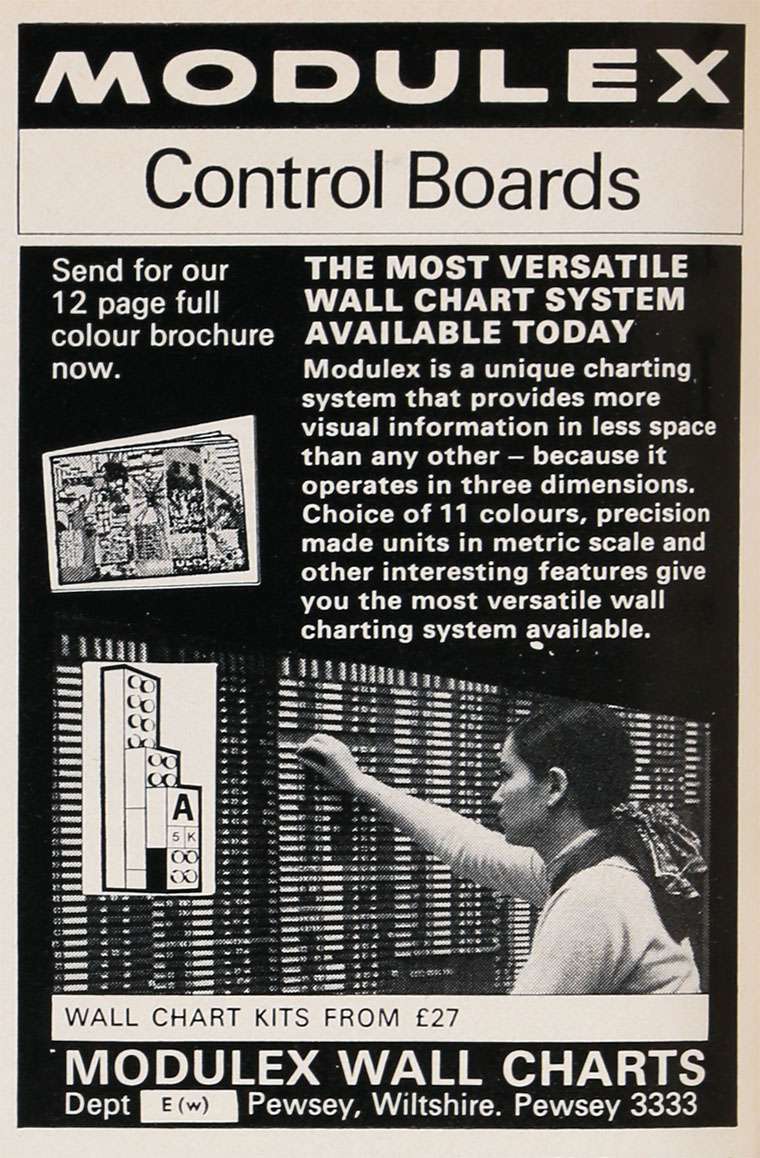 MODULEX
Control Boards
Send for our
12 page full
colour brochure
now.
THE MOST VERSATILE
WALL CHART SYSTEM
AVAILABLE TODAY
Modulex is a unique charting
system that provides more
visual information in less space
than any other – because it
operates in three dimensions.
Choice of 11 colours, precision
made units in metric scale and
other interesting features give
you the most versatile wall
charting system available.
A
5 K
WALL CHART KITS FROM £27
MODULEX WALL CHARTS
Dept E (w) Pewsey, Wiltshire. Pewsey 3333